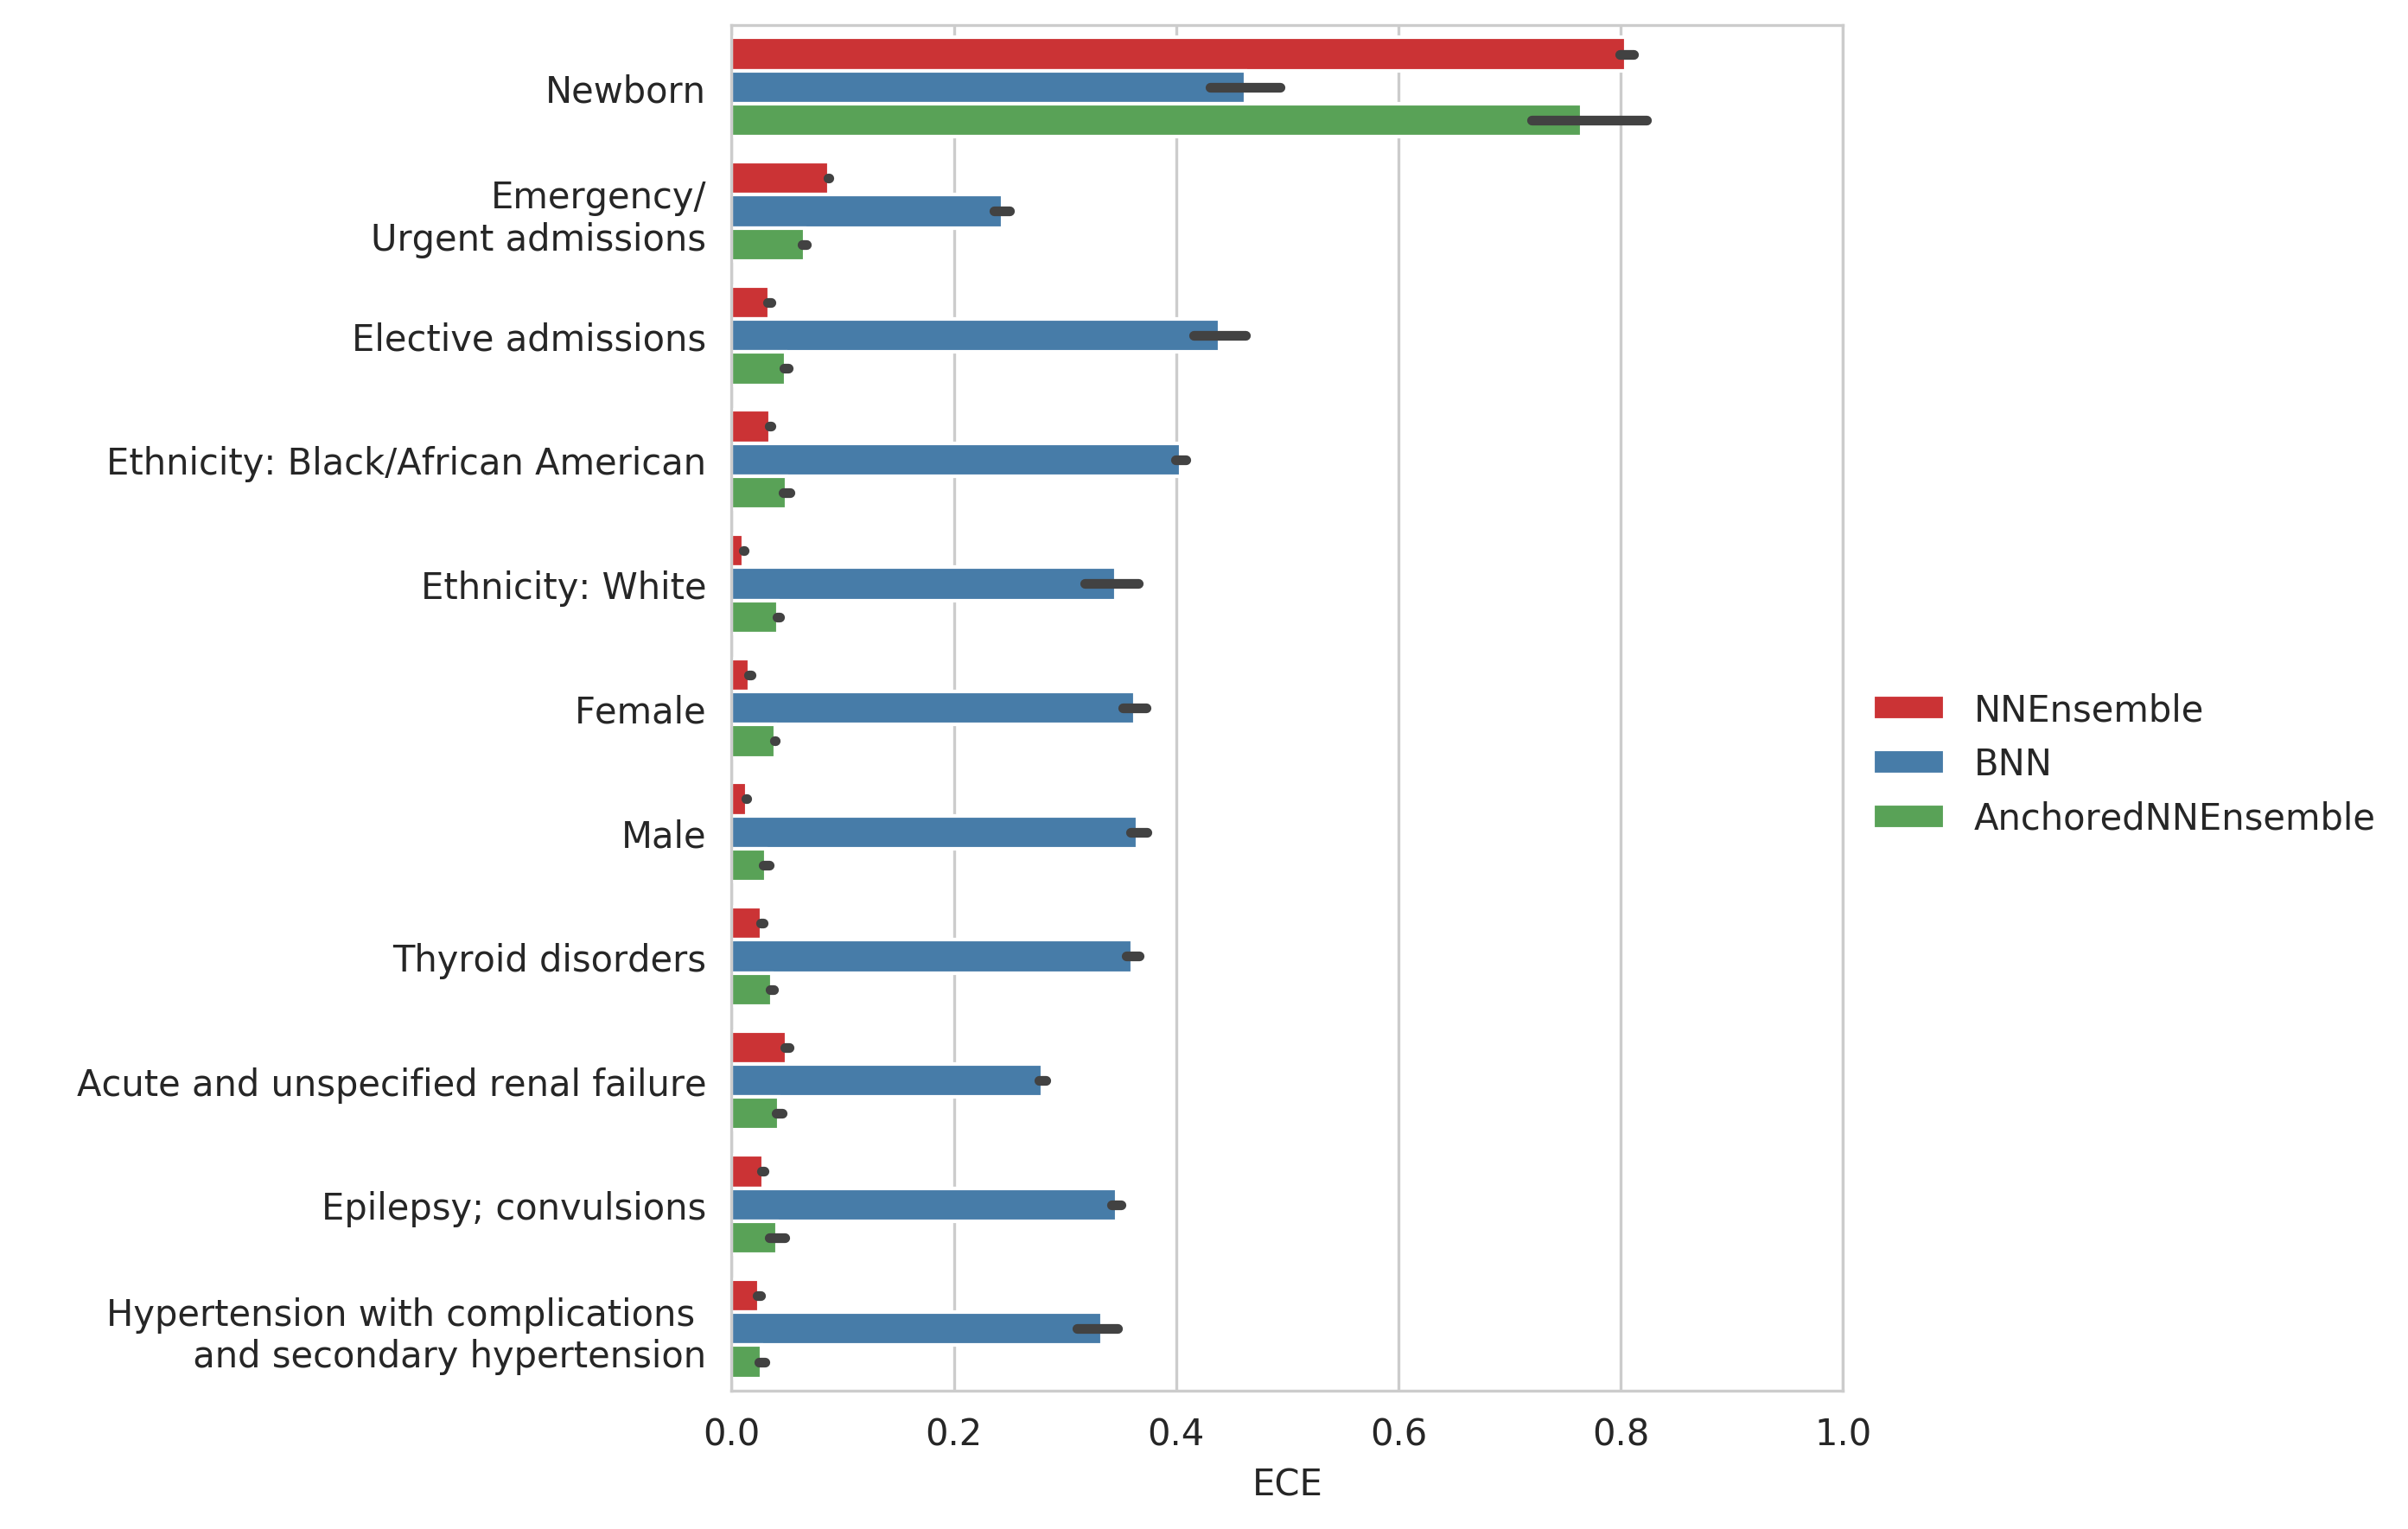 Newborn
Emergency/
Urgent admissions
Elective admissions
Ethnicity: Black/African American
Ethnicity: White
Female
Male
Thyroid disorders
Acute and unspecified renal failure
Epilepsy; convulsions
Hypertension with complications
and secondary hypertension
0.0 0.2 0.4 0.6 0.8 1.0
ECE
NNEnsemble
BNN
AnchoredNNEnsemble